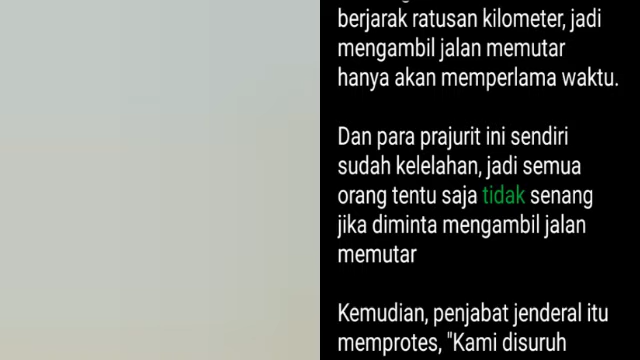 berjarak ratusan kilometer, jadi
mengambil jalan memutar
hanya akan memperlama waktu.
Dan para prajurit ini sendiri
sudah kelelahan, jadi semua
orang tentu saja tidak senang
jika diminta mengambil jalan
memutar
Kemudian, penjabat jenderal itu
memprotes, "Kami disuruh